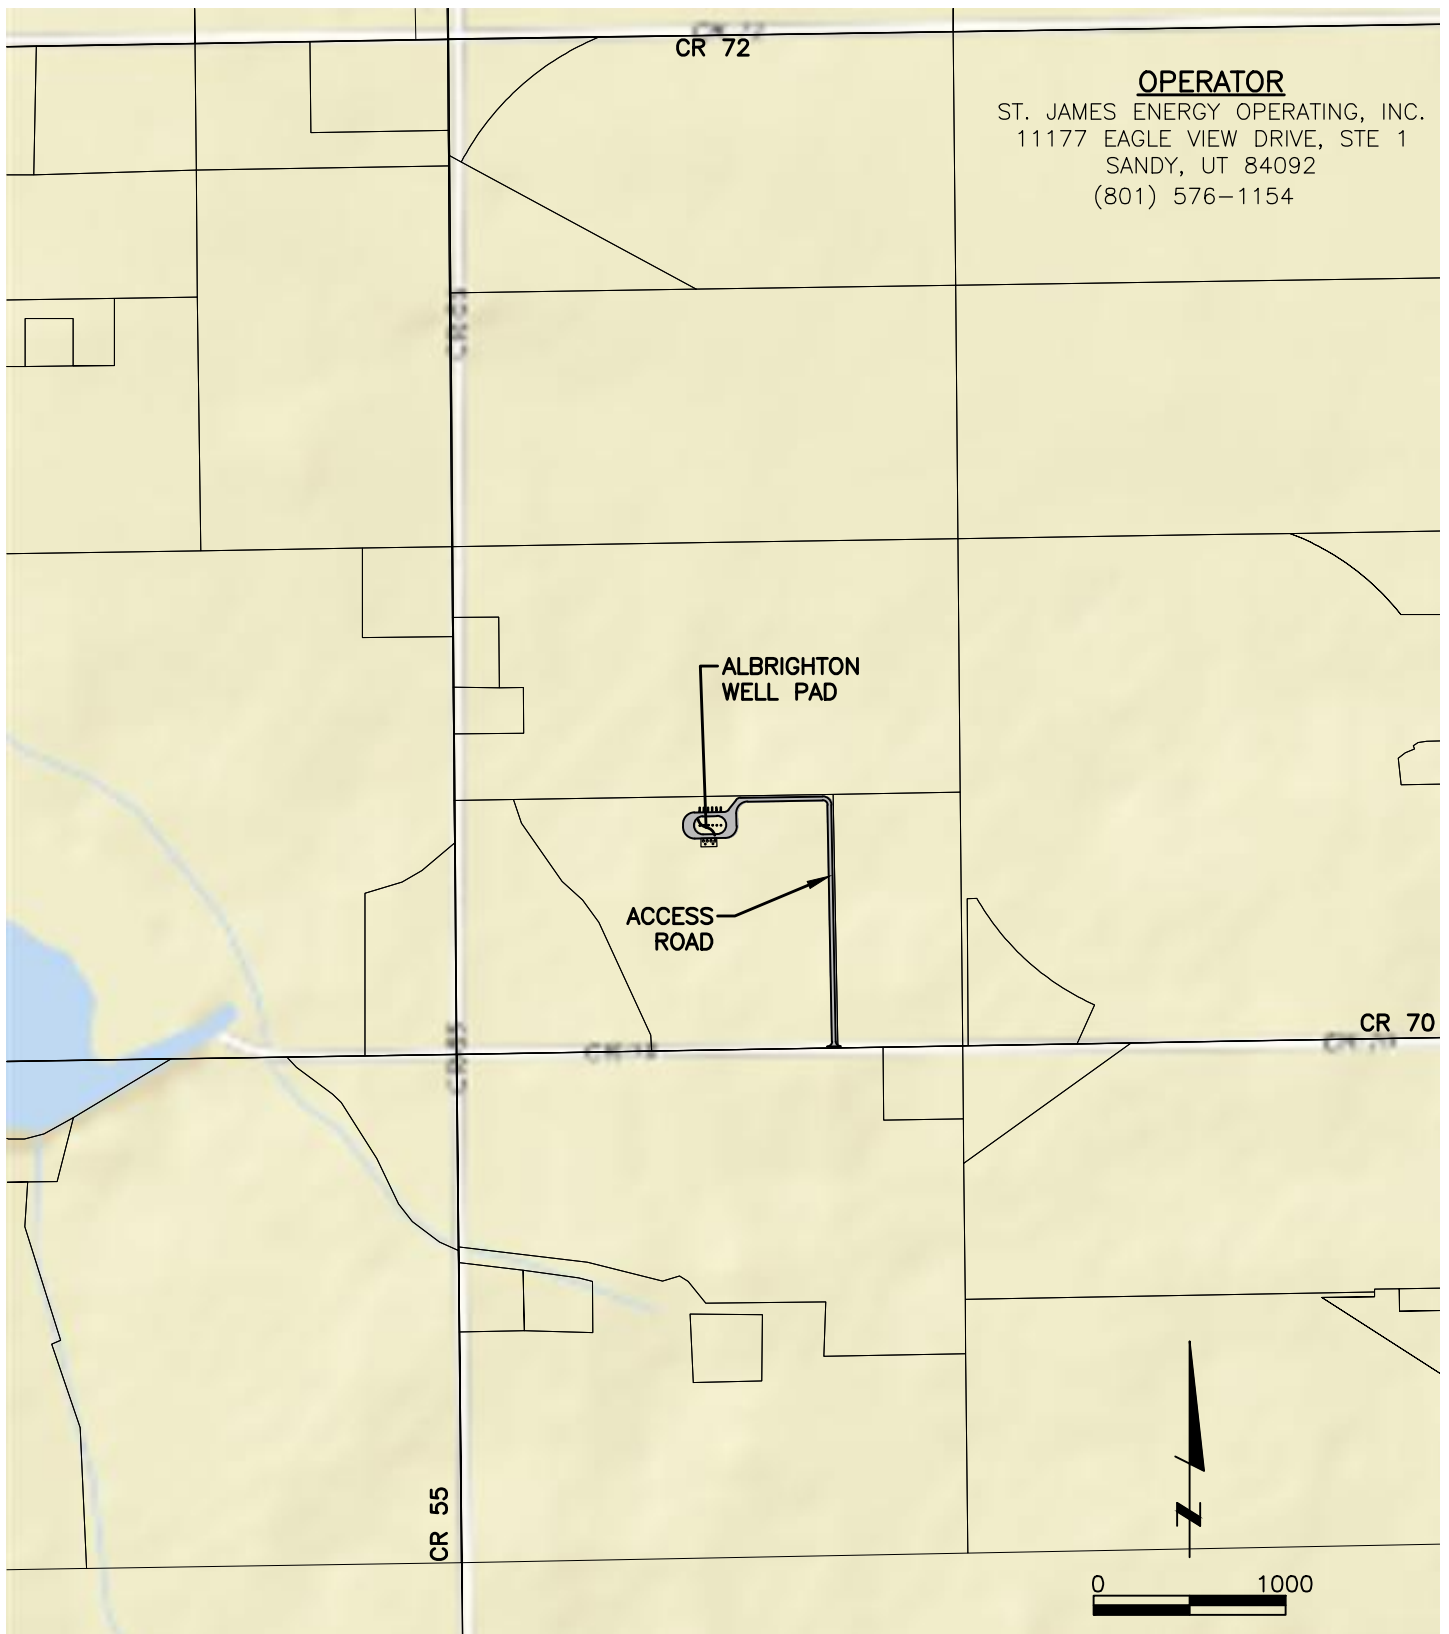 CR 72
OPERATOR
ST. JAMES ENERGY OPERATING, INC.
11177 EAGLE VIEW DRIVE, STE 1
SANDY, UT 84092
(801) 576-1154
ALBRIGHTON
WELL PAD
ACCESS
ROAD
CR 70
CR 55
N
0 1000